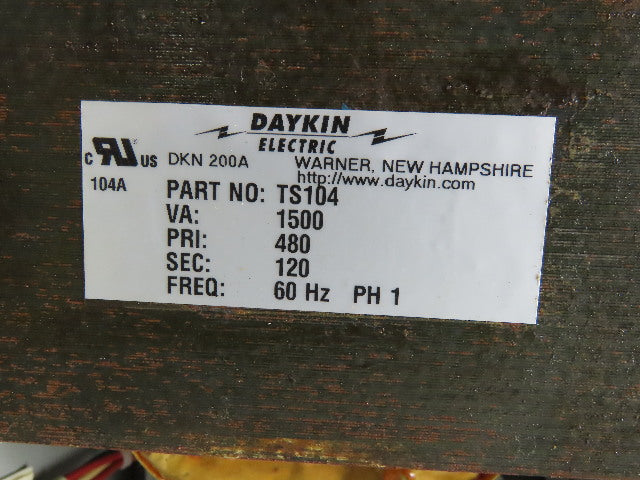 DAYKIN
ELECTRIC
c RU US DKN 200A WARNER, NEW HAMPSHIRE
http://www.daykin.com
104A
PART NO: TS104
VA: 1500
PRI: 480
SEC: 120
FREQ: 60 Hz PH 1